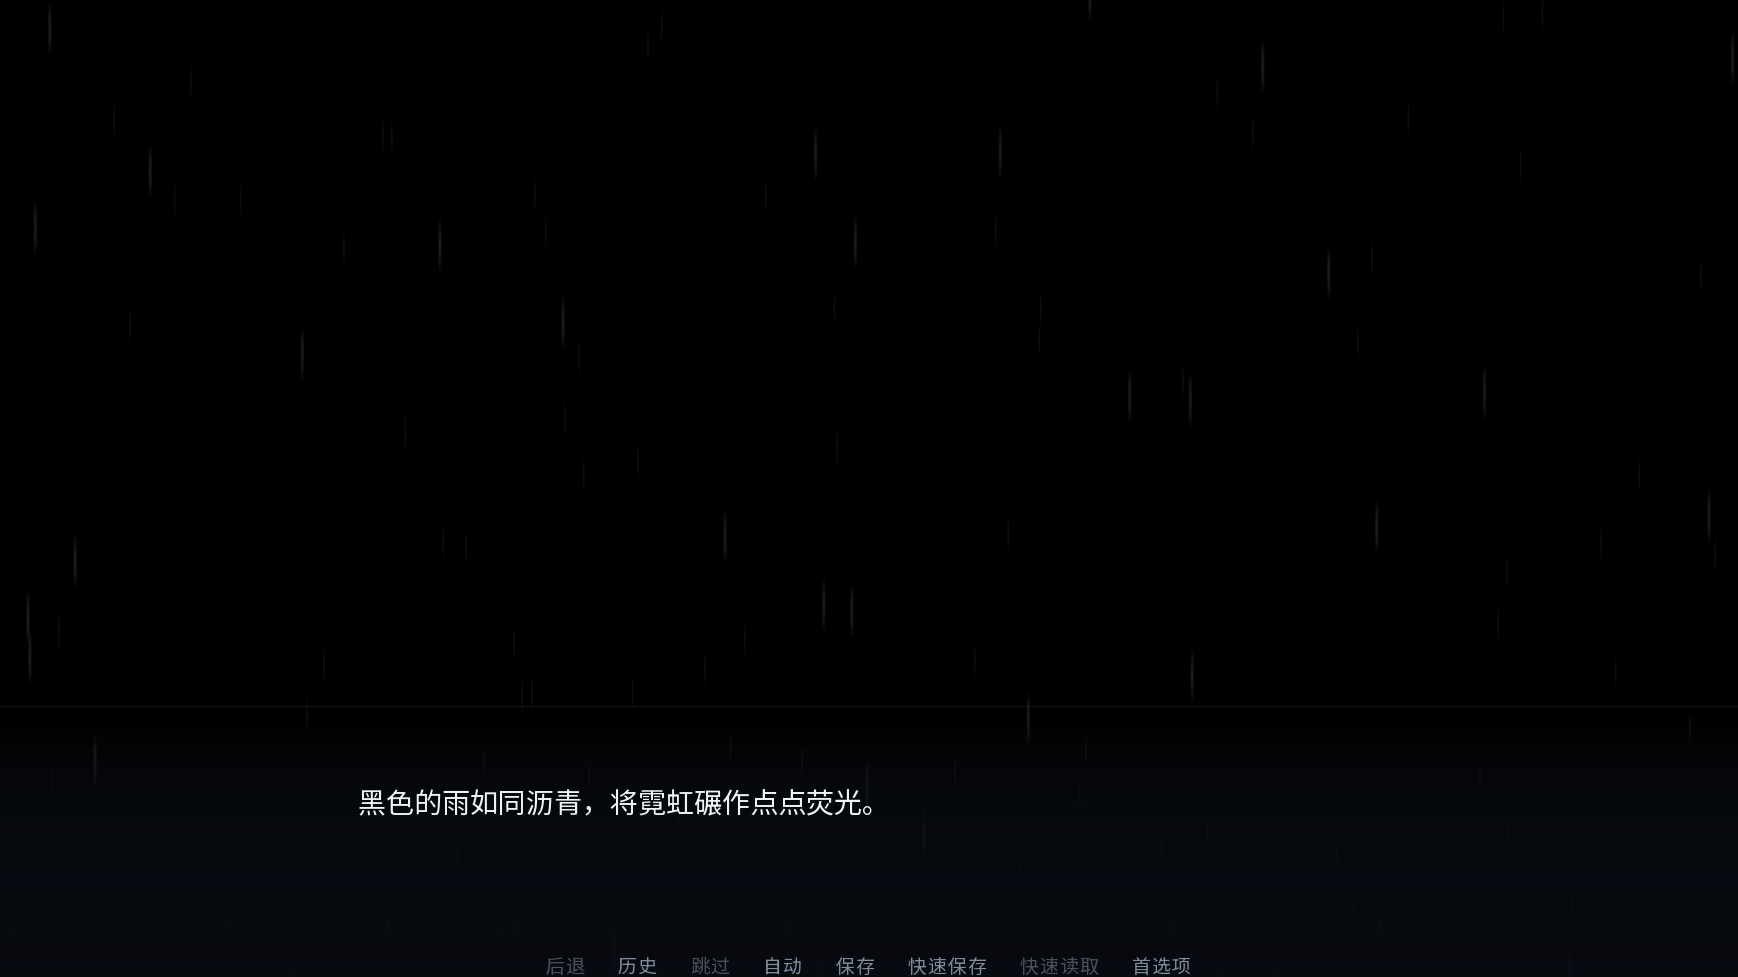 黑色的雨如同沥青，将霓虹碾作点点荧光。
后退 历史 跳过 自动 保存 快速保存 快速读取 首选项